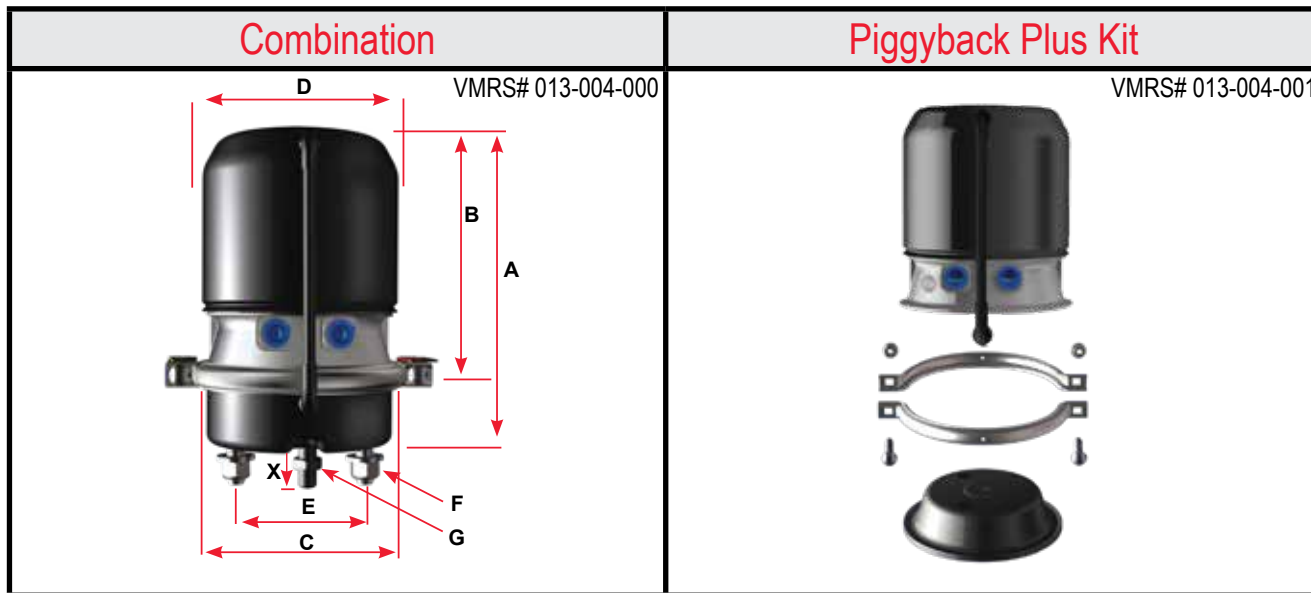 Combination
Piggyback Plus Kit
VMRS# 013-004-000
VMRS# 013-004-001
D
B
A
X
E
F
C
G